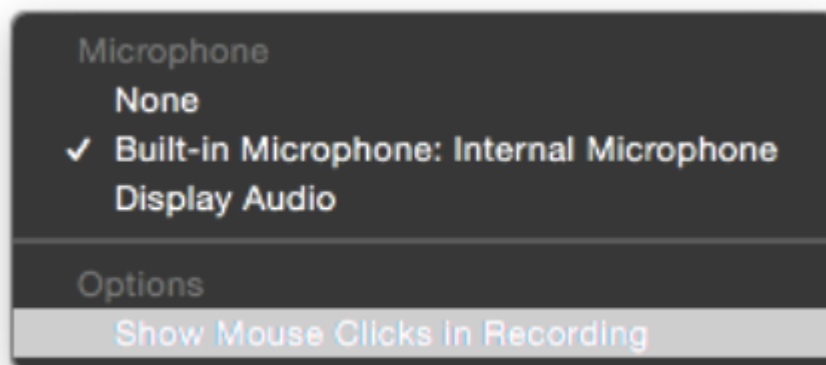 Microphone
None
✓ Built-in Microphone: Internal Microphone
Display Audio
Options
Show Mouse Clicks in Recording